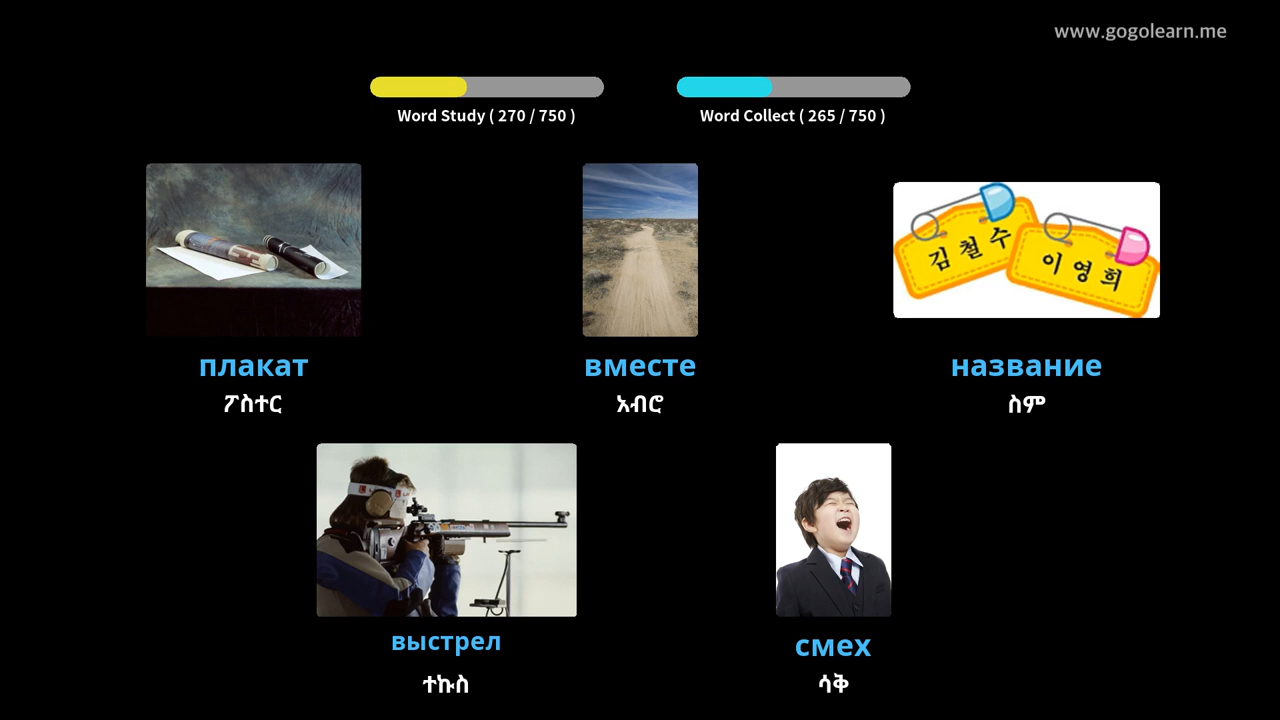 www.gogolearn.me
Word Study ( 270 / 750 )
Word Collect ( 265 / 750 )
김철수
이영희
плакат
вместе
название
ፖስተር
አብሮ
ስም
выстрел
смех
ተኩስ
ሳቅ